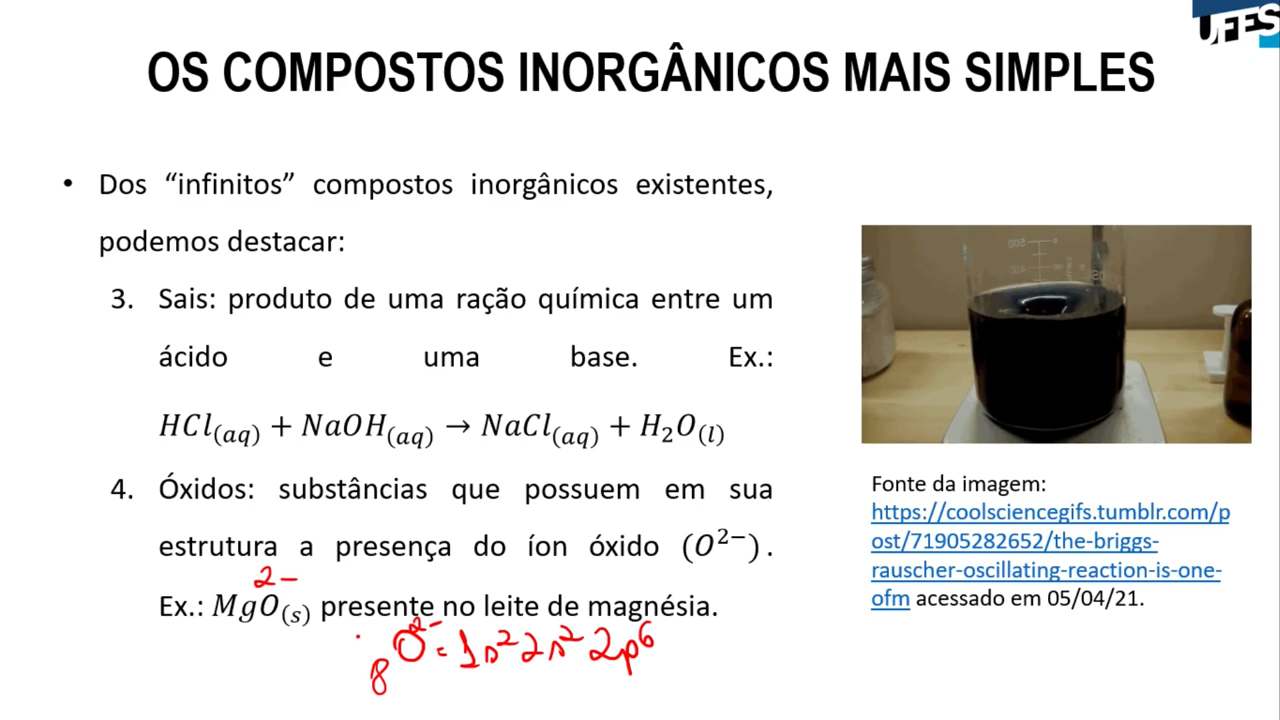 UFES
OS COMPOSTOS INORGÂNICOS MAIS SIMPLES
• Dos “infinitos” compostos inorgânicos existentes,
podemos destacar:
3. Sais: produto de uma ração química entre um
ácido e uma base. Ex.:
HCl(aq) + NaOH(aq) → NaCl(aq) + H₂O(l)
4. Óxidos: substâncias que possuem em sua
estrutura a presença do íon óxido (O²⁻).
2−
Ex.: MgO(s) presente no leite de magnésia.
₈O²⁻ = 1s² 2s² 2p⁶
500
400
Fonte da imagem:
https://coolsciencegifs.tumblr.com/p
ost/71905282652/the-briggs-
rauscher-oscillating-reaction-is-one-
ofm acessado em 05/04/21.